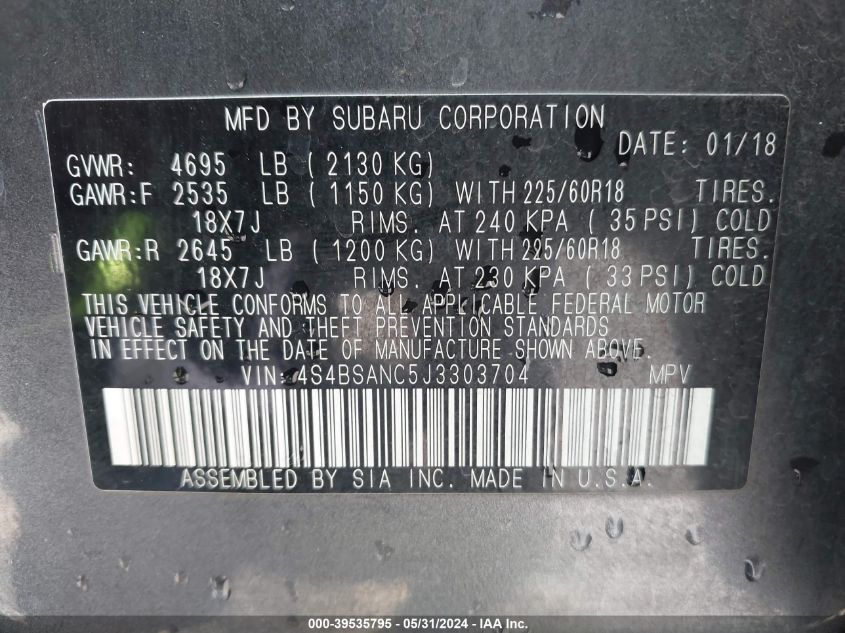 MFD BY SUBARU CORPORATION
DATE: 01/18
GVWR: 4695 LB ( 2130 KG)
GAWR:F 2535 LB ( 1150 KG) WITH 225/60R18 TIRES.
18X7J RIMS. AT 240 KPA ( 35 PSI) COLD
GAWR:R 2645 LB ( 1200 KG) WITH 225/60R18 TIRES.
18X7J RIMS. AT 230 KPA ( 33 PSI) COLD
THIS VEHICLE CONFORMS TO ALL APPLICABLE FEDERAL MOTOR
VEHICLE SAFETY AND THEFT PREVENTION STANDARDS
IN EFFECT ON THE DATE OF MANUFACTURE SHOWN ABOVE.
VIN: 4S4BSANC5J3303704 MPV
ASSEMBLED BY SIA INC. MADE IN U.S.A.
000-39535795 - 05/31/2024 - IAA Inc.